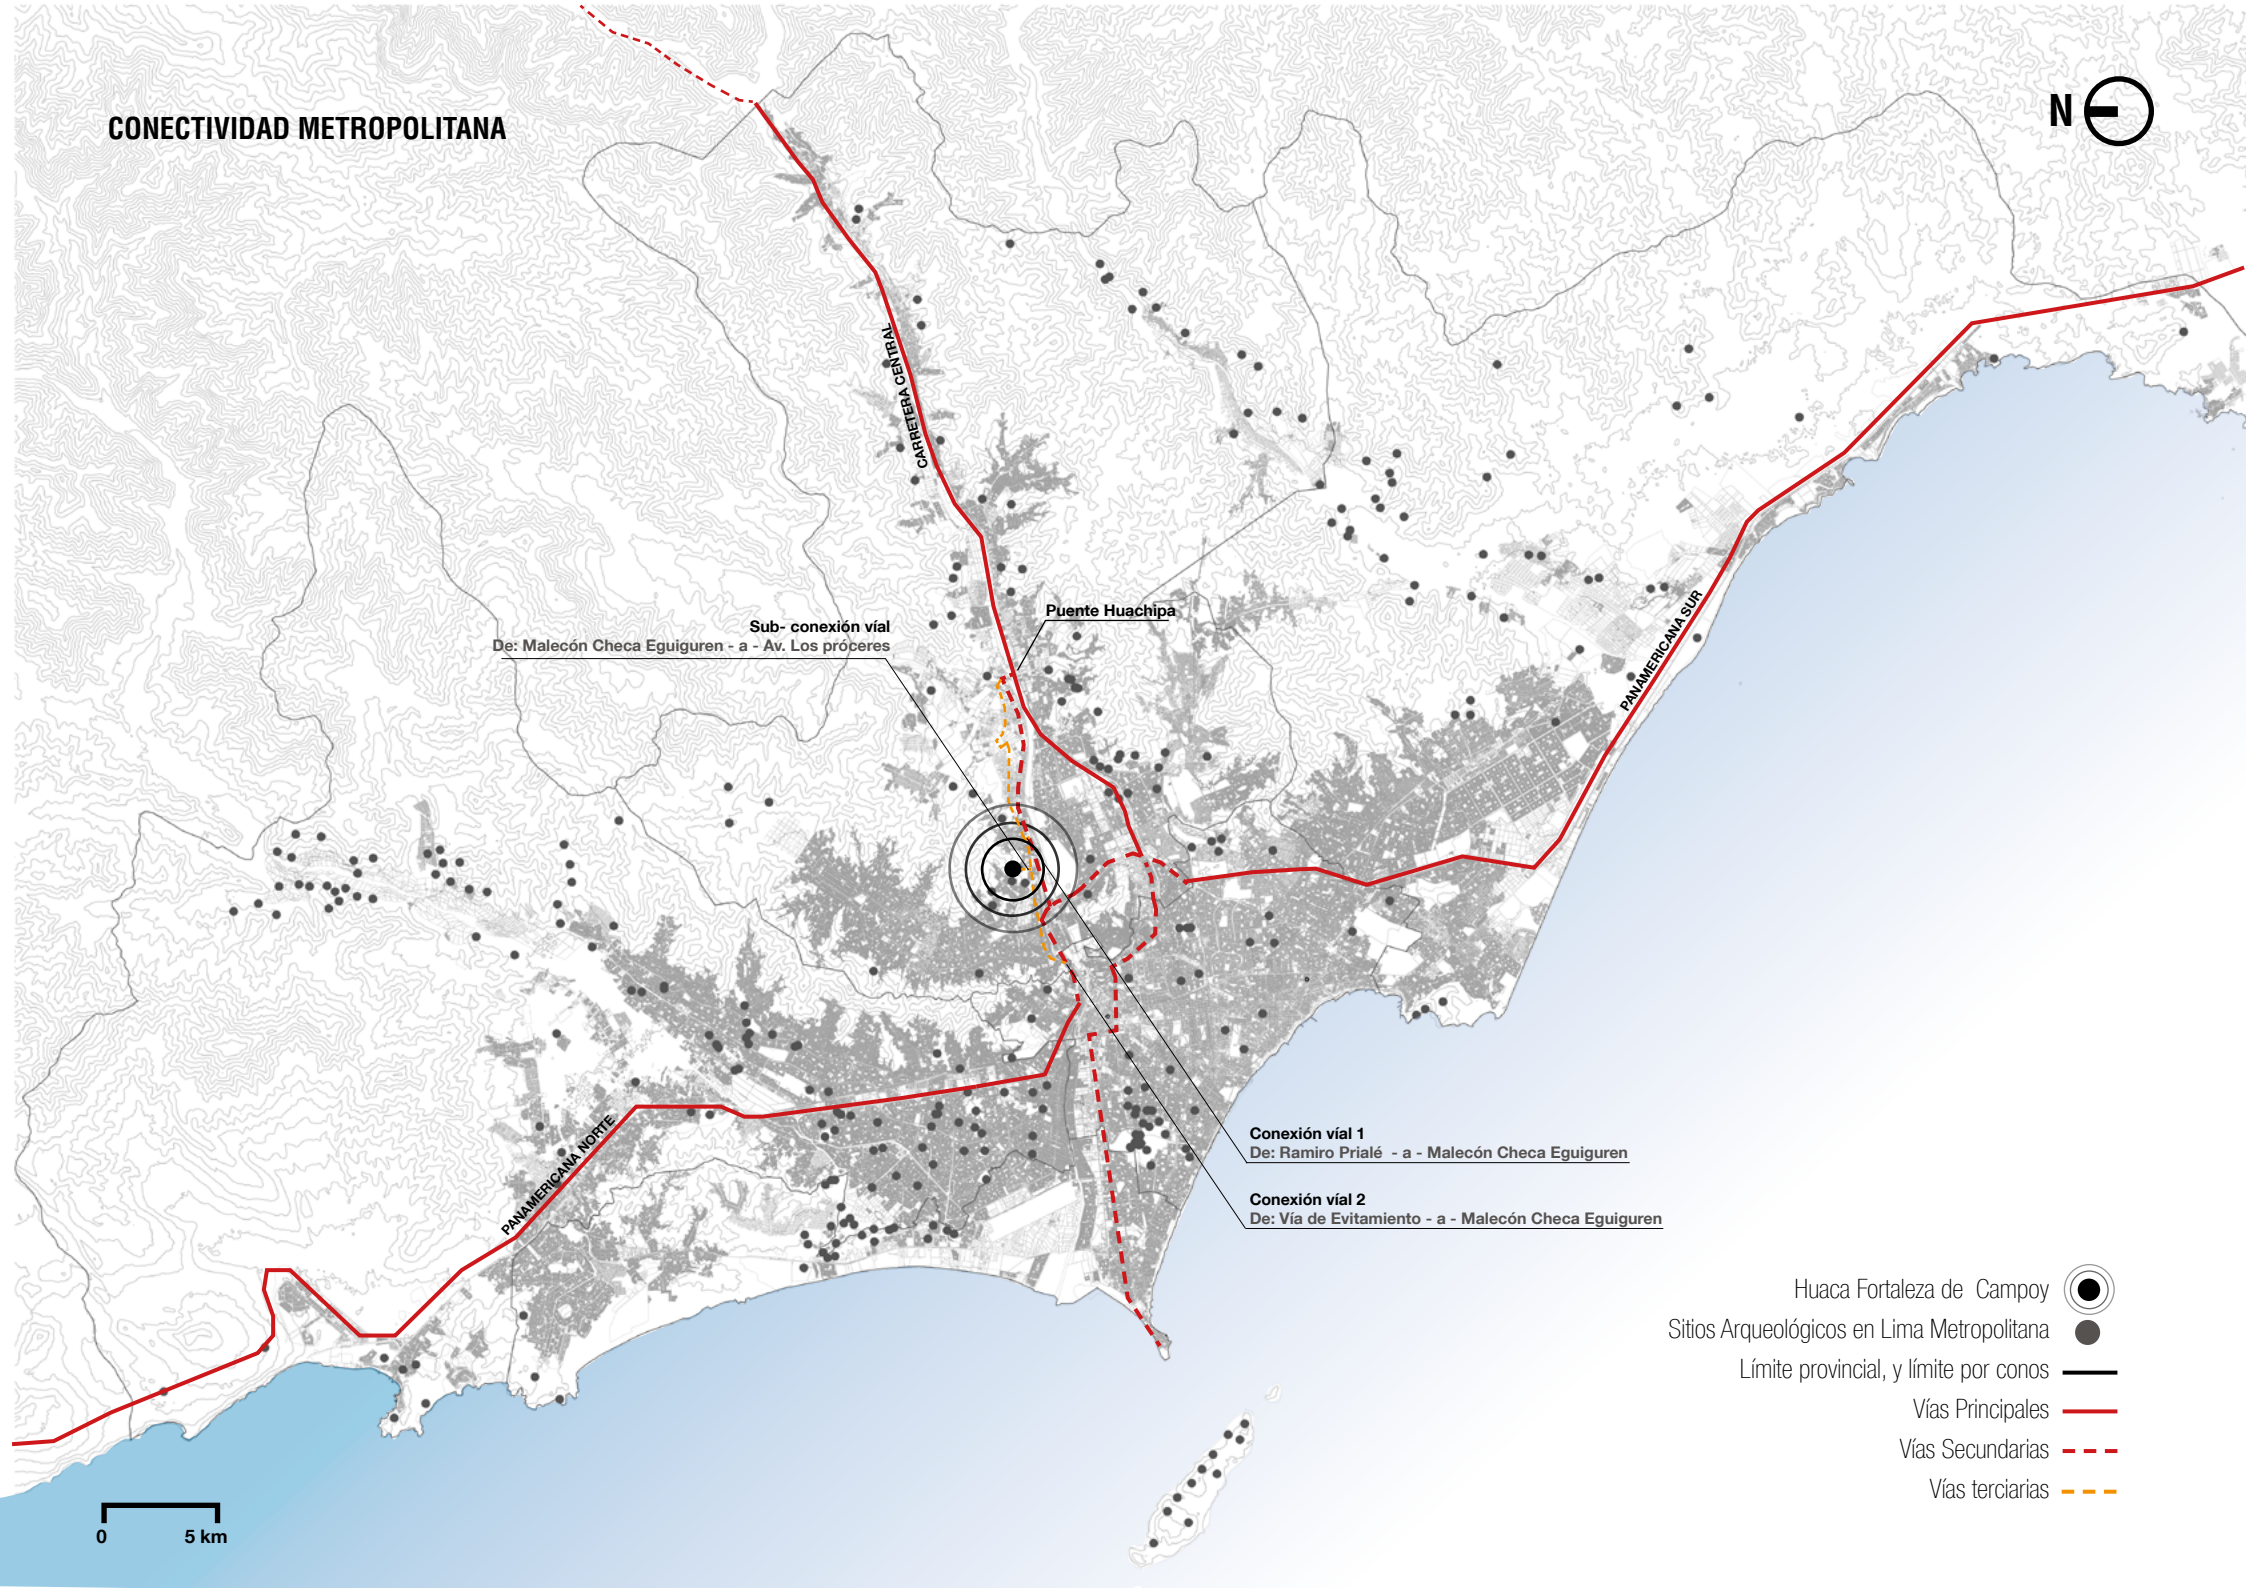 CONECTIVIDAD METROPOLITANA
N
CARRETERA CENTRAL
Puente Huachipa
Sub- conexión víal
De: Malecón Checa Eguiguren - a - Av. Los próceres
PANAMERICANA SUR
PANAMERICANA NORTE
Conexión víal 1
De: Ramiro Prialé - a - Malecón Checa Eguiguren
Conexión víal 2
De: Vía de Evitamiento - a - Malecón Checa Eguiguren
Huaca Fortaleza de Campoy
Sitios Arqueológicos en Lima Metropolitana
Límite provincial, y límite por conos
Vías Principales
Vías Secundarias
Vías terciarias
0 5 km